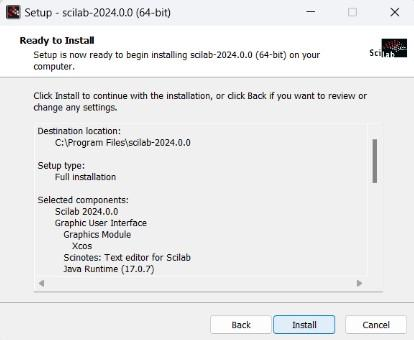 Setup - scilab-2024.0.0 (64-bit)
Ready to Install
Setup is now ready to begin installing scilab-2024.0.0 (64-bit) on your
computer.
Scilab
Click Install to continue with the installation, or click Back if you want to review or
change any settings.
Destination location:
C:\Program Files\scilab-2024.0.0
Setup type:
Full installation
Selected components:
Scilab 2024.0.0
Graphic User Interface
Graphics Module
Xcos
Scinotes: Text editor for Scilab
Java Runtime (17.0.7)
Back
Install
Cancel